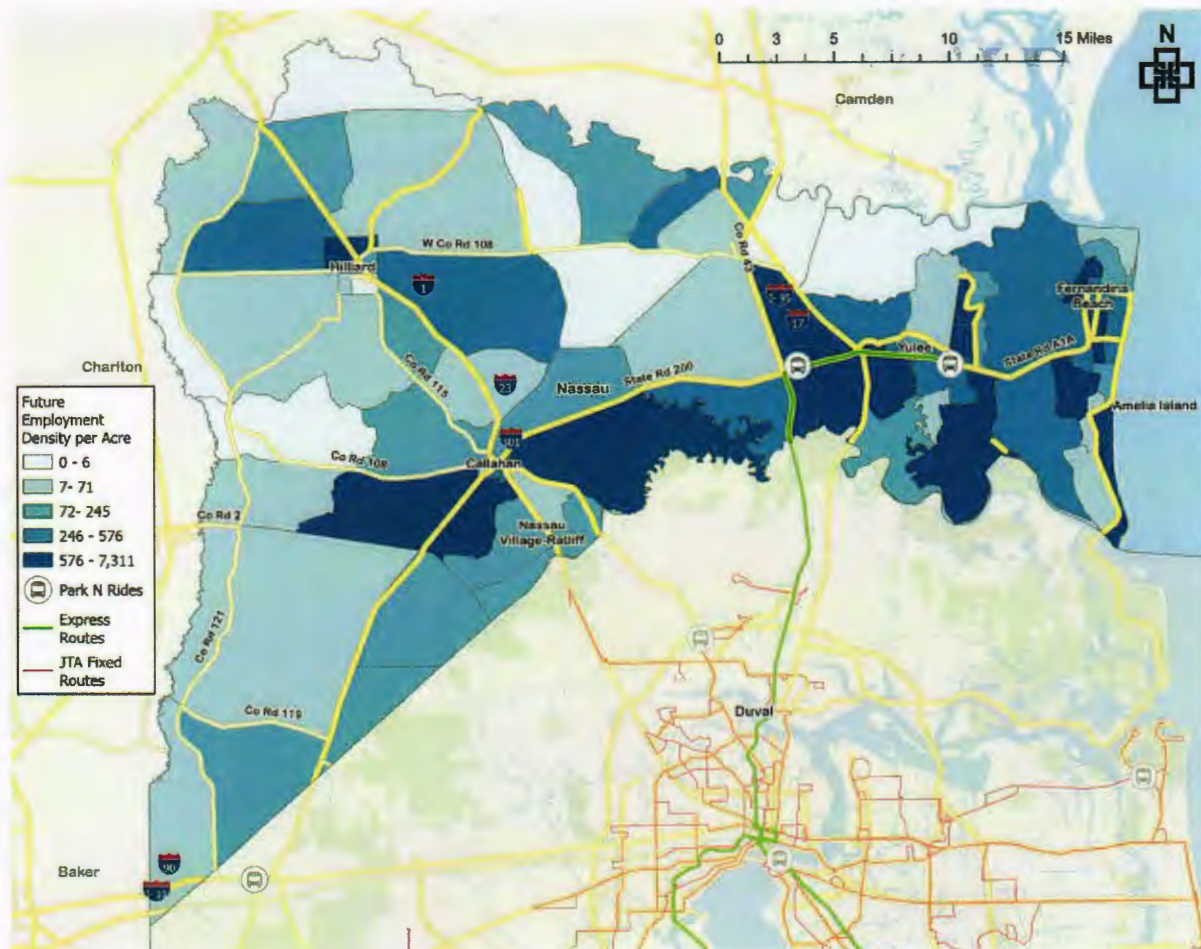 0 3 5 10 15 Miles
N
Camden
W Co Rd 108
Co Rd 43
Hilliard
1
17
Fernandina
Beach
Charlton
Co Rd 115
23
Nassau
State Rd 200
Yulee
State Rd A1A
Amelia Island
Future
Employment
Density per Acre
0 - 6
7- 71
72- 245
246 - 576
576 - 7,311
Park N Rides
Express
Routes
JTA Fixed
Routes
301
Callahan
Co Rd 108
Co Rd 2
Nassau
Village-Ratliff
Co Rd 121
Co Rd 119
Duval
Baker
90